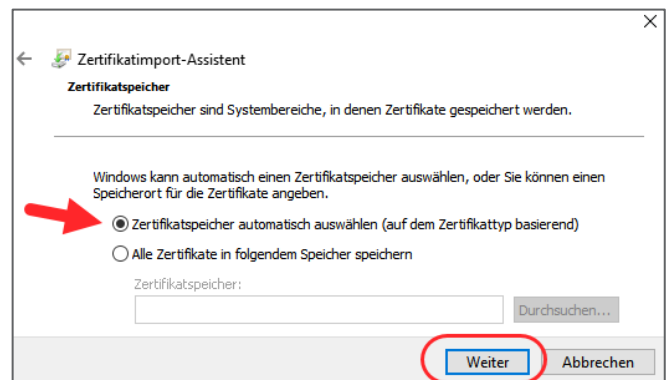 Zertifikatimport-Assistent
Zertifikatspeicher
Zertifikatspeicher sind Systembereiche, in denen Zertifikate gespeichert werden.
Windows kann automatisch einen Zertifikatspeicher auswählen, oder Sie können einen
Speicherort für die Zertifikate angeben.
Zertifikatspeicher automatisch auswählen (auf dem Zertifikattyp basierend)
Alle Zertifikate in folgendem Speicher speichern
Zertifikatspeicher:
Durchsuchen...
Weiter Abbrechen